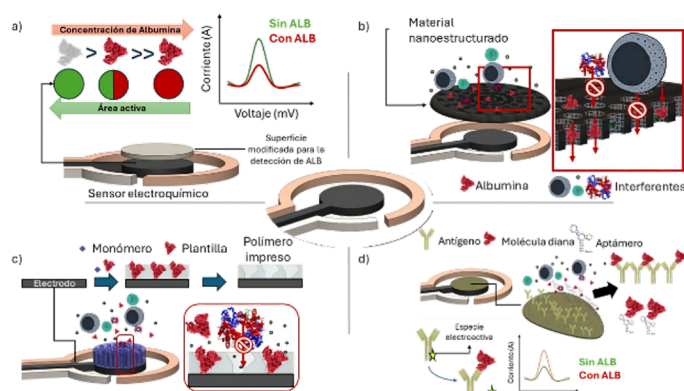 a)
Concentración de Albumina
> >>
Área activa
Corriente (A)
Sin ALB
Con ALB
Voltaje (mV)
Superficie
modificada para la
detección de ALB
Sensor electroquímico
b)
Material
nanoestructurado
Albumina
Interferentes
c)
Monómero
Plantilla
Polímero
impreso
Electrodo
Antígeno
Molécula diana
Aptámero
d)
Especie
electroactiva
Corriente (A)
Sin ALB
Con ALB